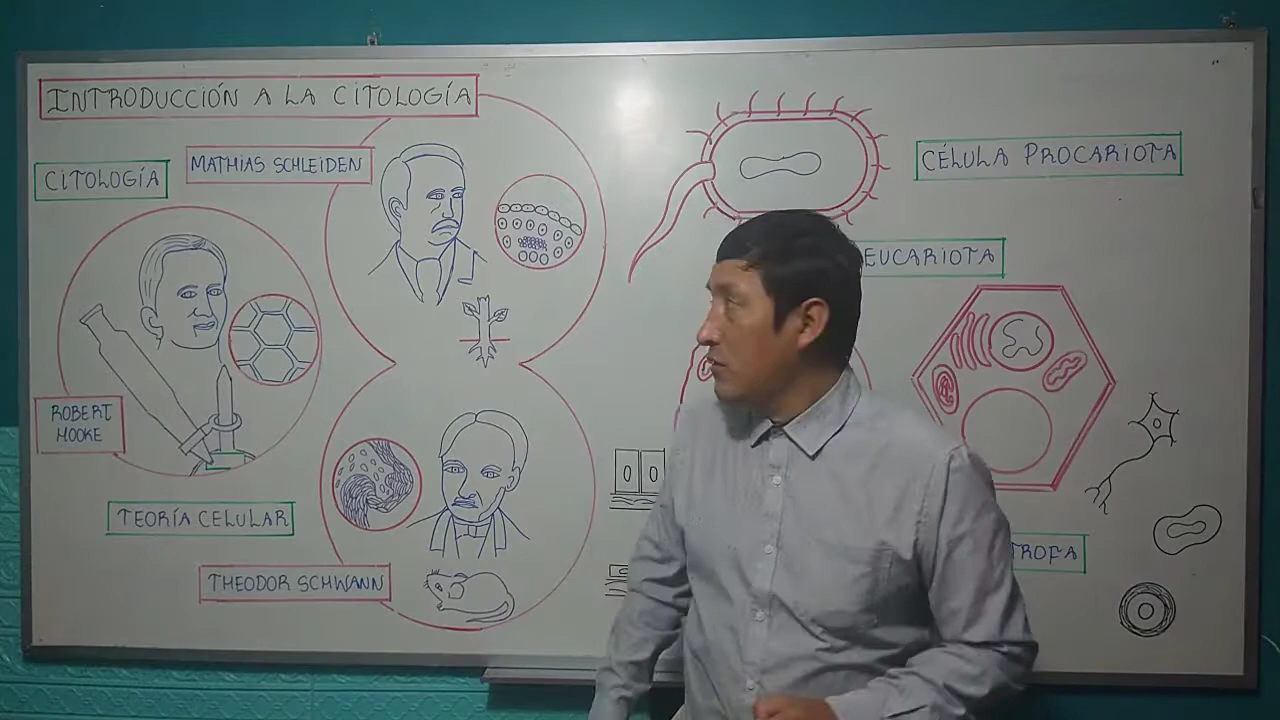 INTRODUCCIÓN A LA CITOLOGÍA
CITOLOGÍA
MATHIAS SCHLEIDEN
ROBERT
HOOKE
TEORÍA CELULAR
THEODOR SCHWANN
CÉLULA PROCARIOTA
EUCARIOTA
TROFA